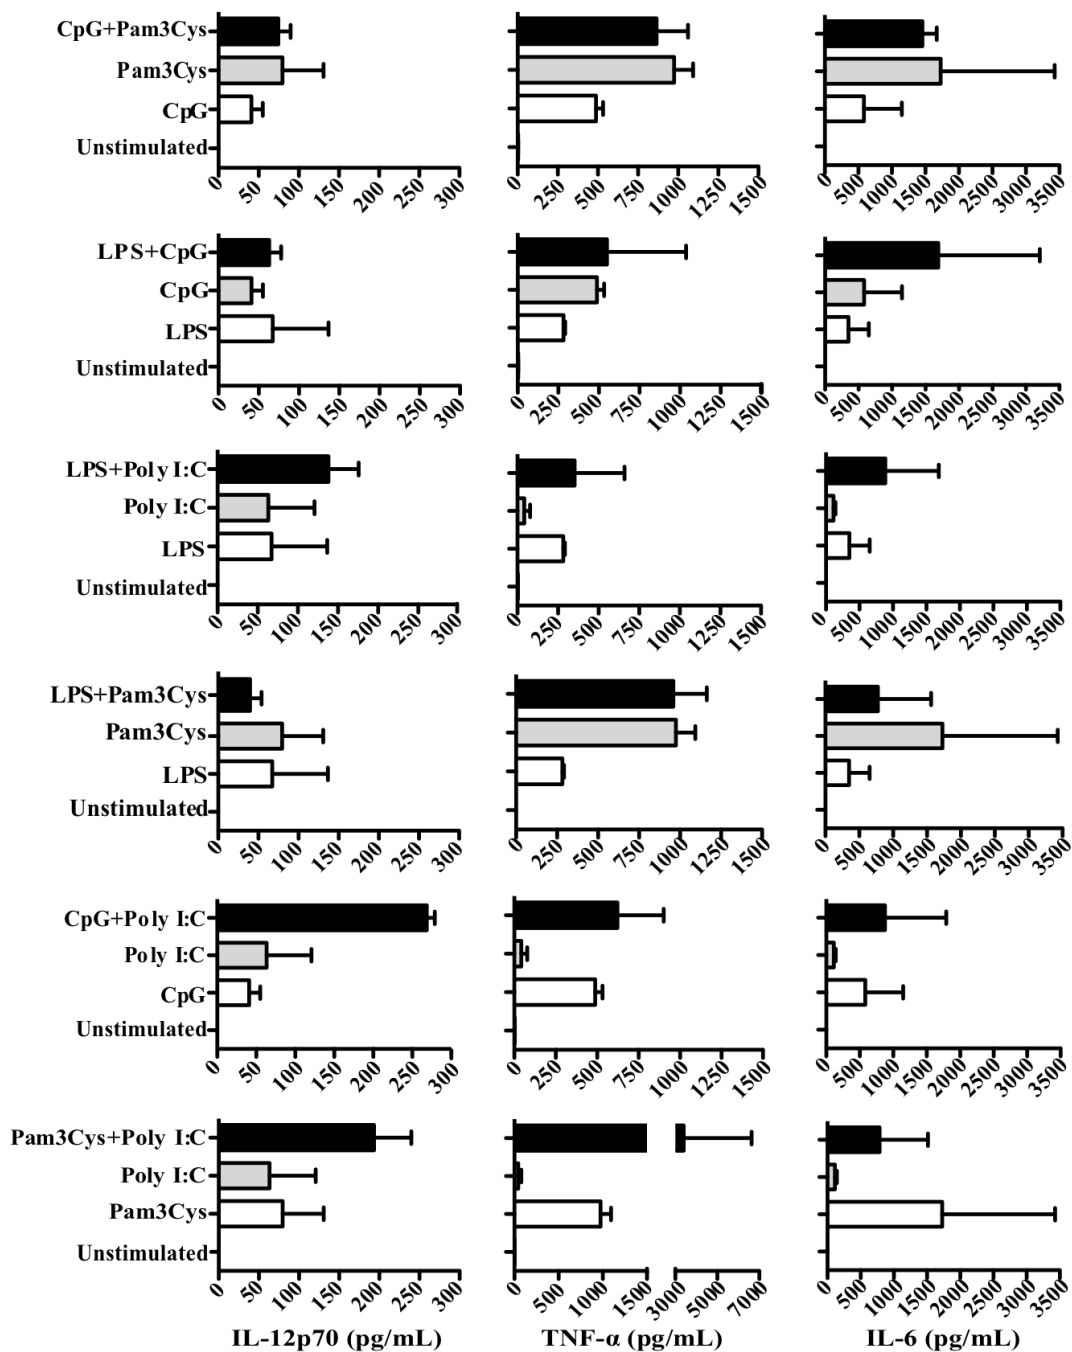 CpG+Pam3Cys
Pam3Cys
CpG
Unstimulated
0 50 100 150 200 250 300
0 250 500 750 1000 1250 1500
0 500 1000 1500 2000 2500 3000 3500
LPS+CpG
CpG
LPS
Unstimulated
0 50 100 150 200 250 300
0 250 500 750 1000 1250 1500
0 500 1000 1500 2000 2500 3000 3500
LPS+Poly I:C
Poly I:C
LPS
Unstimulated
0 50 100 150 200 250 300
0 250 500 750 1000 1250 1500
0 500 1000 1500 2000 2500 3000 3500
LPS+Pam3Cys
Pam3Cys
LPS
Unstimulated
0 50 100 150 200 250 300
0 250 500 750 1000 1250 1500
0 500 1000 1500 2000 2500 3000 3500
CpG+Poly I:C
Poly I:C
CpG
Unstimulated
0 50 100 150 200 250 300
0 250 500 750 1000 1250 1500
0 500 1000 1500 2000 2500 3000 3500
Pam3Cys+Poly I:C
Poly I:C
Pam3Cys
Unstimulated
0 50 100 150 200 250 300
0 500 1000 1500 3000 5000 7000
0 500 1000 1500 2000 2500 3000 3500
IL-12p70 (pg/mL)
TNF-α (pg/mL)
IL-6 (pg/mL)